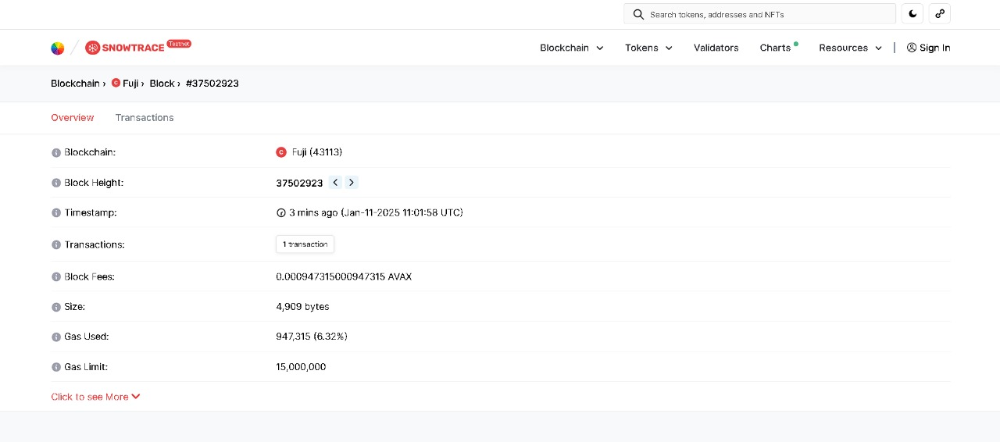 Search tokens, addresses and NFTs
SNOWTRACE Testnet
Blockchain Tokens Validators Charts Resources | Sign In
Blockchain › Fuji › Block › #37502923
Overview Transactions
Blockchain: C Fuji (43113)
Block Height: 37502923
Timestamp: 3 mins ago (Jan-11-2025 11:01:58 UTC)
Transactions: 1 transaction
Block Fees: 0.000947315000947315 AVAX
Size: 4,909 bytes
Gas Used: 947,315 (6.32%)
Gas Limit: 15,000,000
Click to see More